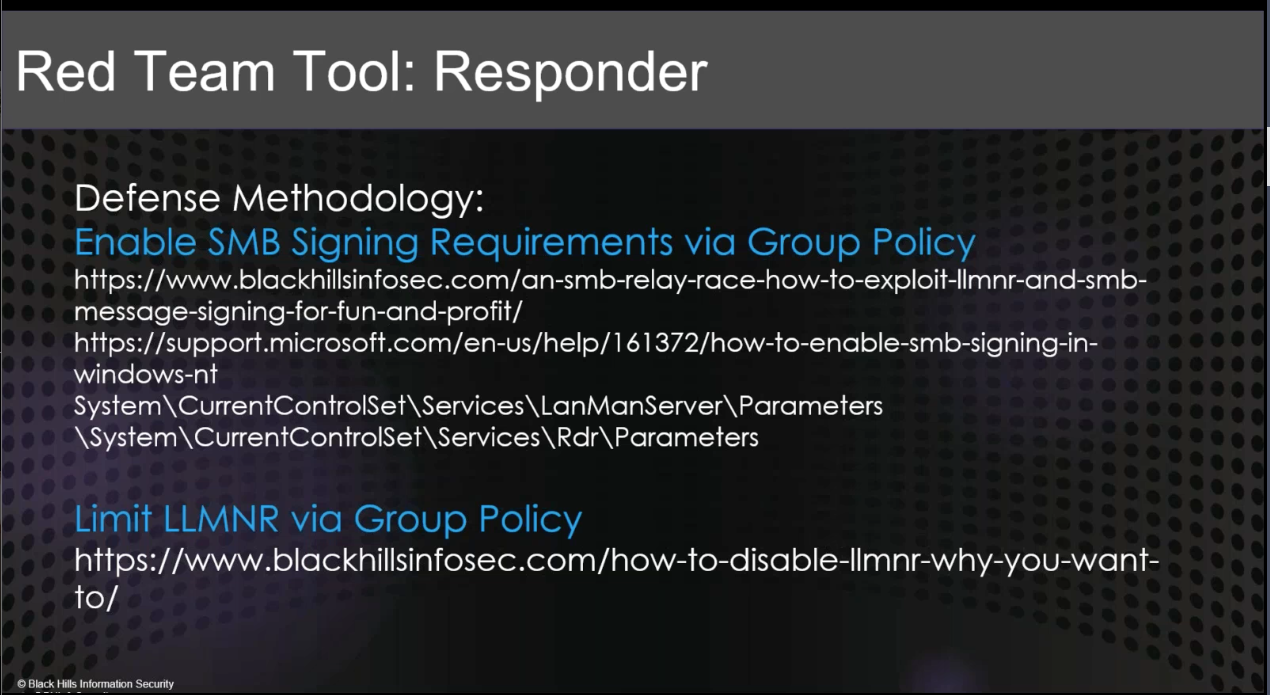 Red Team Tool: Responder
Defense Methodology:
Enable SMB Signing Requirements via Group Policy
https://www.blackhillsinfosec.com/an-smb-relay-race-how-to-exploit-llmnr-and-smb-
message-signing-for-fun-and-profit/
https://support.microsoft.com/en-us/help/161372/how-to-enable-smb-signing-in-
windows-nt
System\CurrentControlSet\Services\LanManServer\Parameters
\System\CurrentControlSet\Services\Rdr\Parameters
Limit LLMNR via Group Policy
https://www.blackhillsinfosec.com/how-to-disable-llmnr-why-you-want-
to/
© Black Hills Information Security